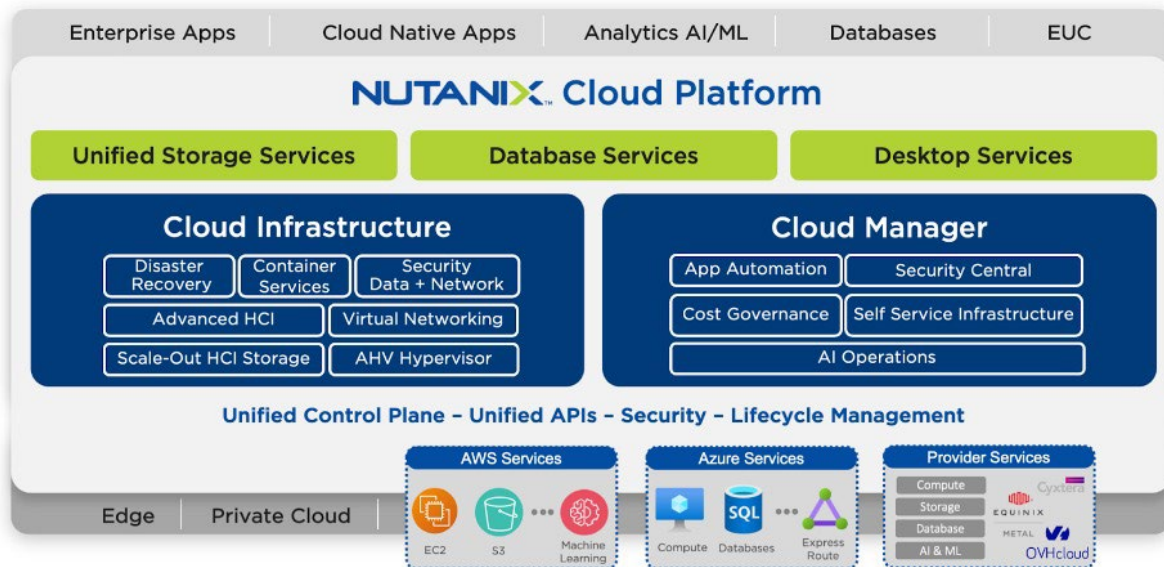 Enterprise Apps
Cloud Native Apps
Analytics AI/ML
Databases
EUC
NUTANIX™ Cloud Platform
Unified Storage Services
Database Services
Desktop Services
Cloud Infrastructure
Disaster
Recovery
Container
Services
Security
Data + Network
Advanced HCI
Virtual Networking
Scale-Out HCI Storage
AHV Hypervisor
Cloud Manager
App Automation
Security Central
Cost Governance
Self Service Infrastructure
AI Operations
Unified Control Plane – Unified APIs – Security – Lifecycle Management
Edge
Private Cloud
AWS Services
EC2
S3
Machine
Learning
Azure Services
SQL
Compute
Databases
Express
Route
Provider Services
Compute
Storage
Database
AI & ML
Cyxtera
EQUINIX
METAL
OVHcloud